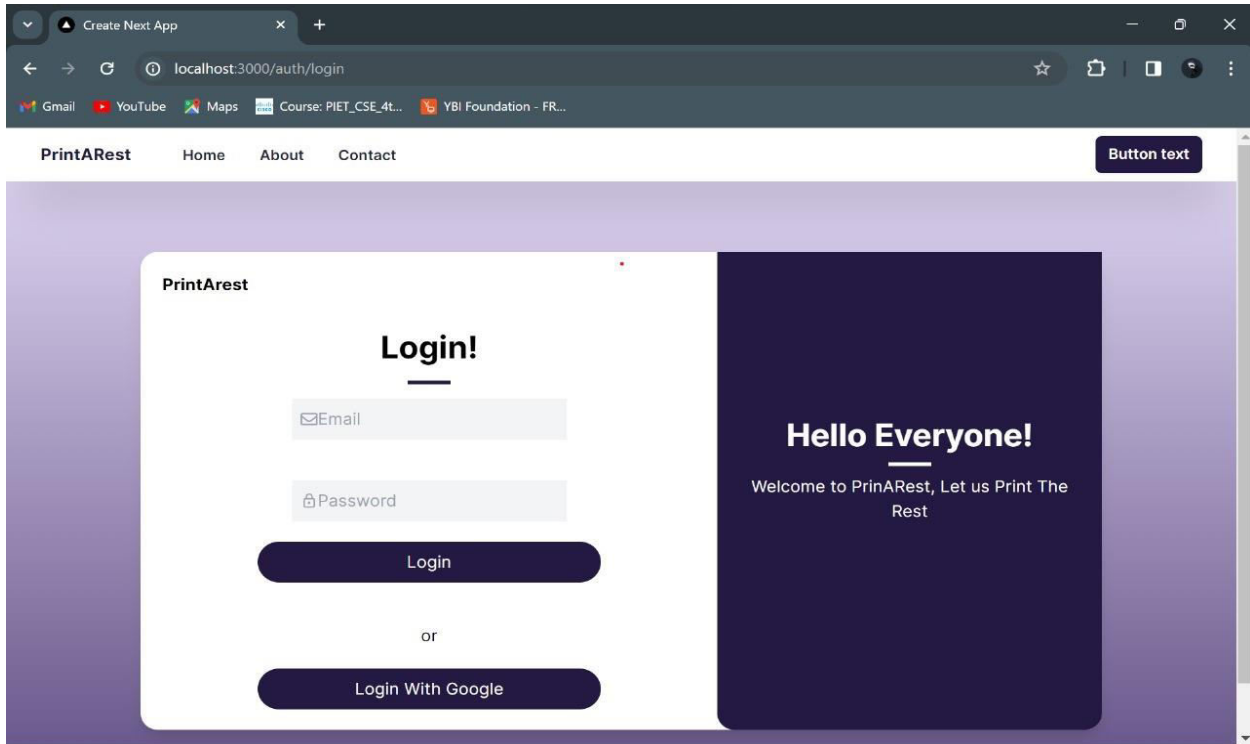 Create Next App
localhost:3000/auth/login
Gmail YouTube Maps Course: PIET_CSE_4t... YBI Foundation - FR...
PrintARest Home About Contact Button text
PrintArest
Login!
Email
Password
Login
or
Login With Google
Hello Everyone!
Welcome to PrinARest, Let us Print The
Rest